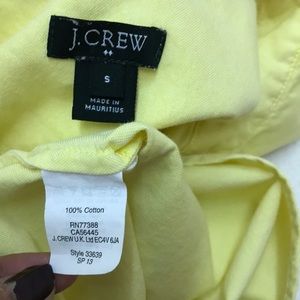 J.CREW
S
MADE IN
MAURITIUS
100% Cotton
RN77388
CA56445
J. CREW U.K. Ltd EC4V 6JA
Style 33639
SP 13